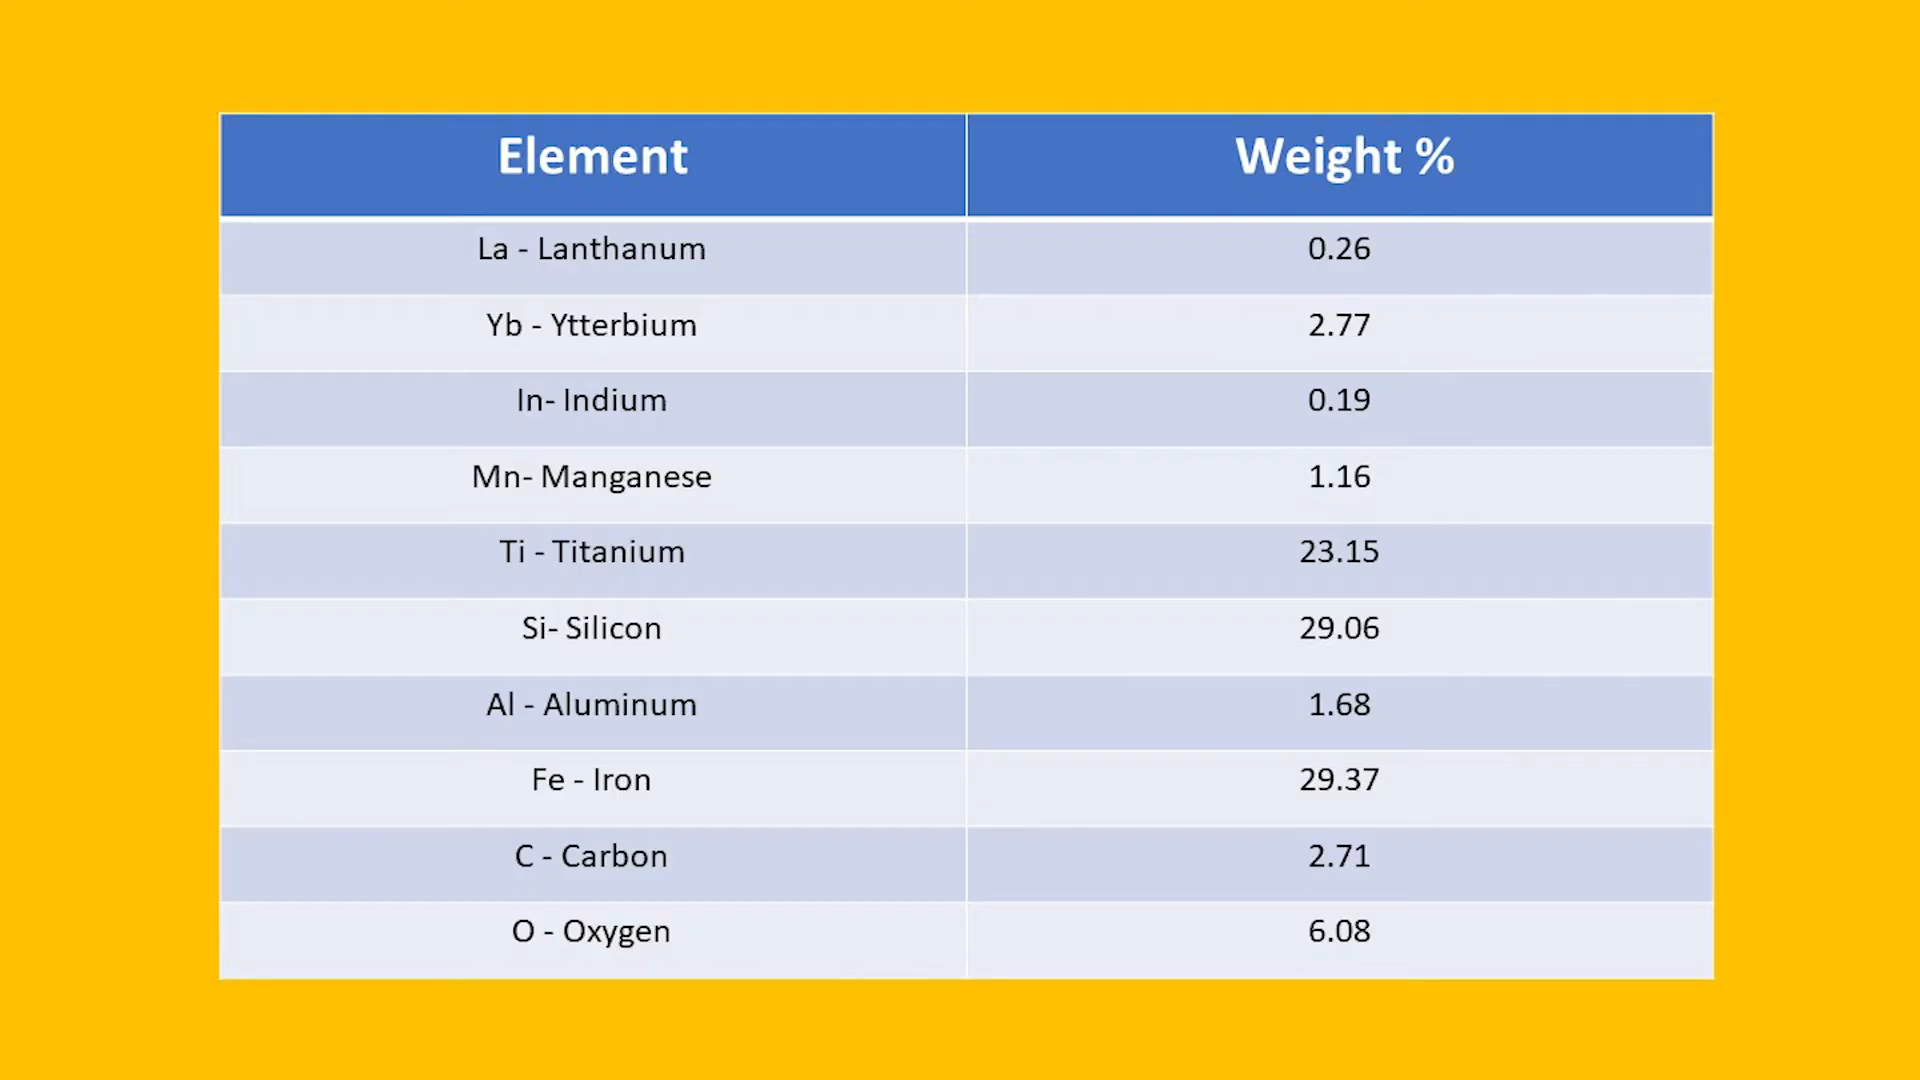 Element Weight %
La - Lanthanum 0.26
Yb - Ytterbium 2.77
In- Indium 0.19
Mn- Manganese 1.16
Ti - Titanium 23.15
Si- Silicon 29.06
Al - Aluminum 1.68
Fe - Iron 29.37
C - Carbon 2.71
O - Oxygen 6.08